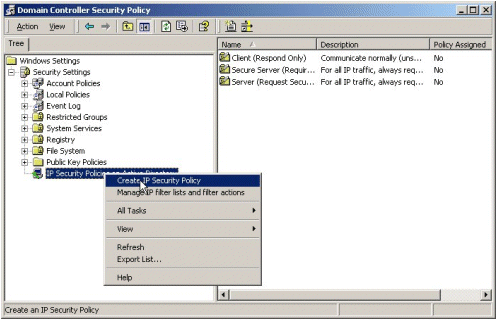 Domain Controller Security Policy
Action View
Tree
Name Description Policy Assigned
Windows Settings
Security Settings
Account Policies
Local Policies
Event Log
Restricted Groups
System Services
Registry
File System
Public Key Policies
IP Security Policies on Active Directory
Client (Respond Only) Communicate normally (uns... No
Secure Server (Requir... For all IP traffic, always req... No
Server (Request Secu... For all IP traffic, always req... No
Create IP Security Policy
Manage IP filter lists and filter actions
All Tasks
View
Refresh
Export List...
Help
Create an IP Security Policy